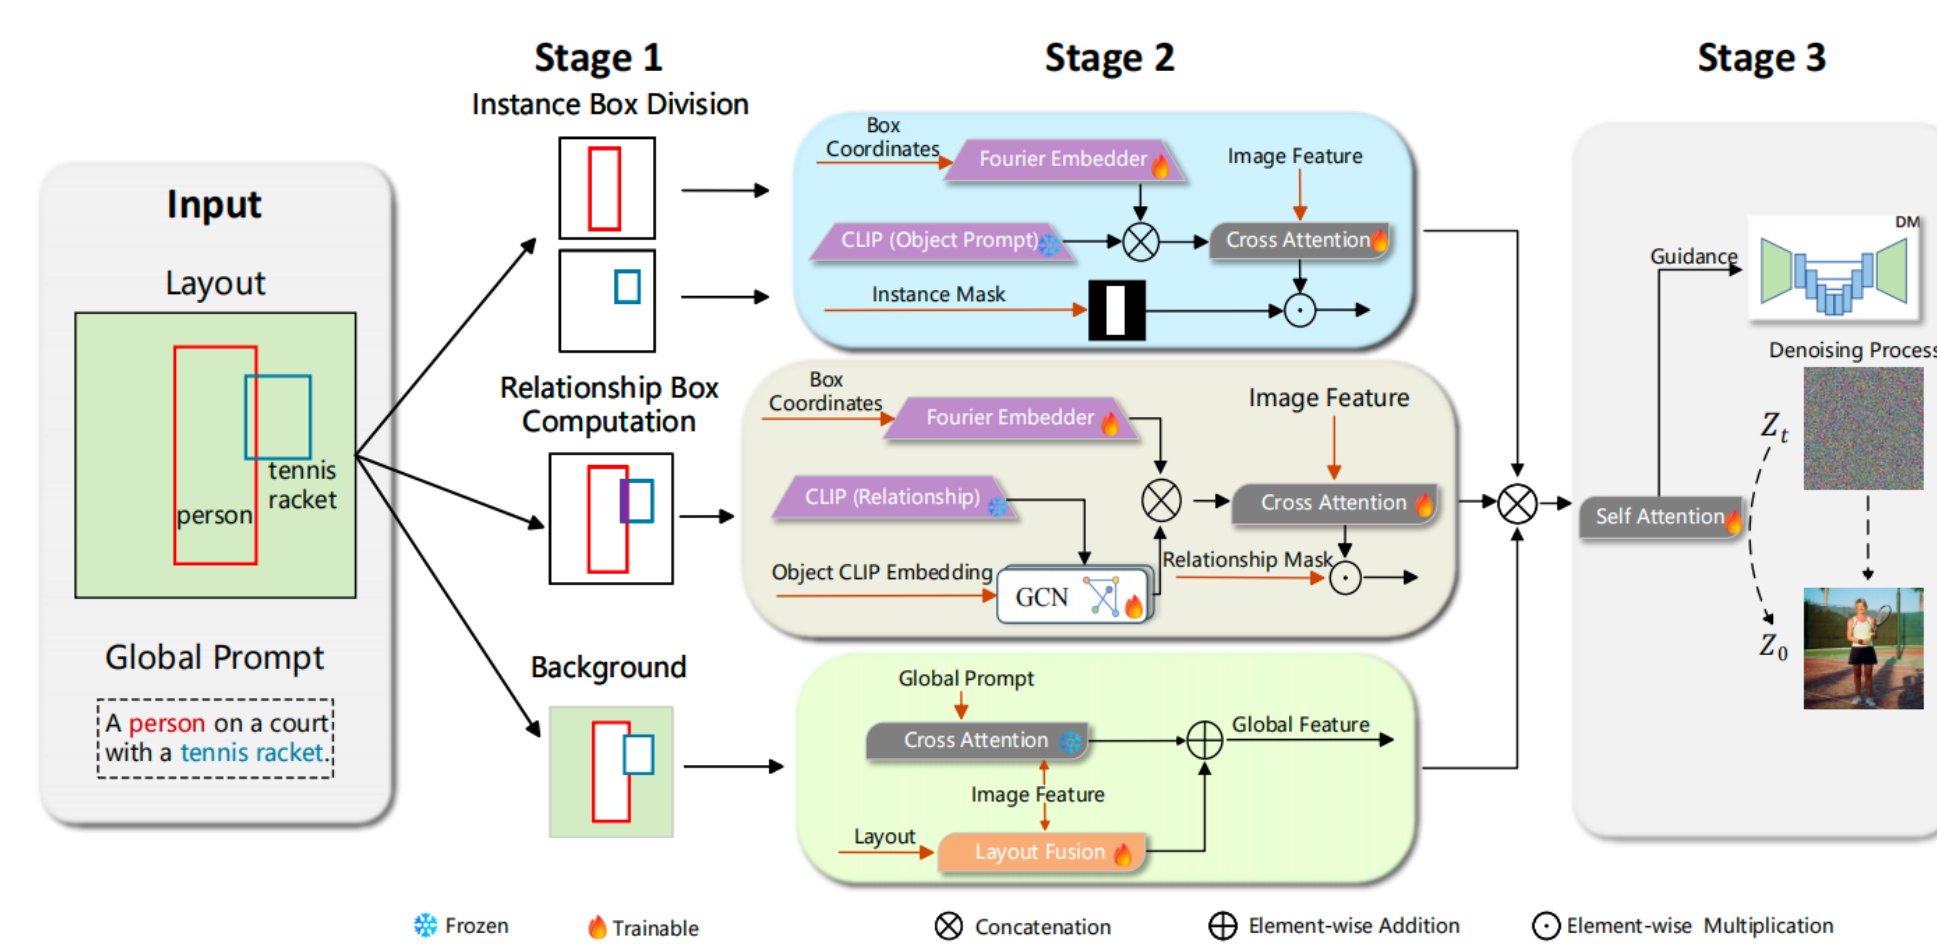 Stage 1
Stage 2
Stage 3
Input
Layout
person
tennis
racket
Global Prompt
A person on a court
with a tennis racket.
Instance Box Division
Relationship Box
Computation
Background
Box
Coordinates
Fourier Embedder
Image Feature
CLIP (Object Prompt)
Cross Attention
Instance Mask
Box
Coordinates
Fourier Embedder
Image Feature
CLIP (Relationship)
Cross Attention
Object CLIP Embedding
GCN
Relationship Mask
Global Prompt
Cross Attention
Global Feature
Image Feature
Layout
Layout Fusion
DM
Guidance
Denoising Process
Zt
Self Attention
Z0
Frozen
Trainable
Concatenation
Element-wise Addition
Element-wise Multiplication